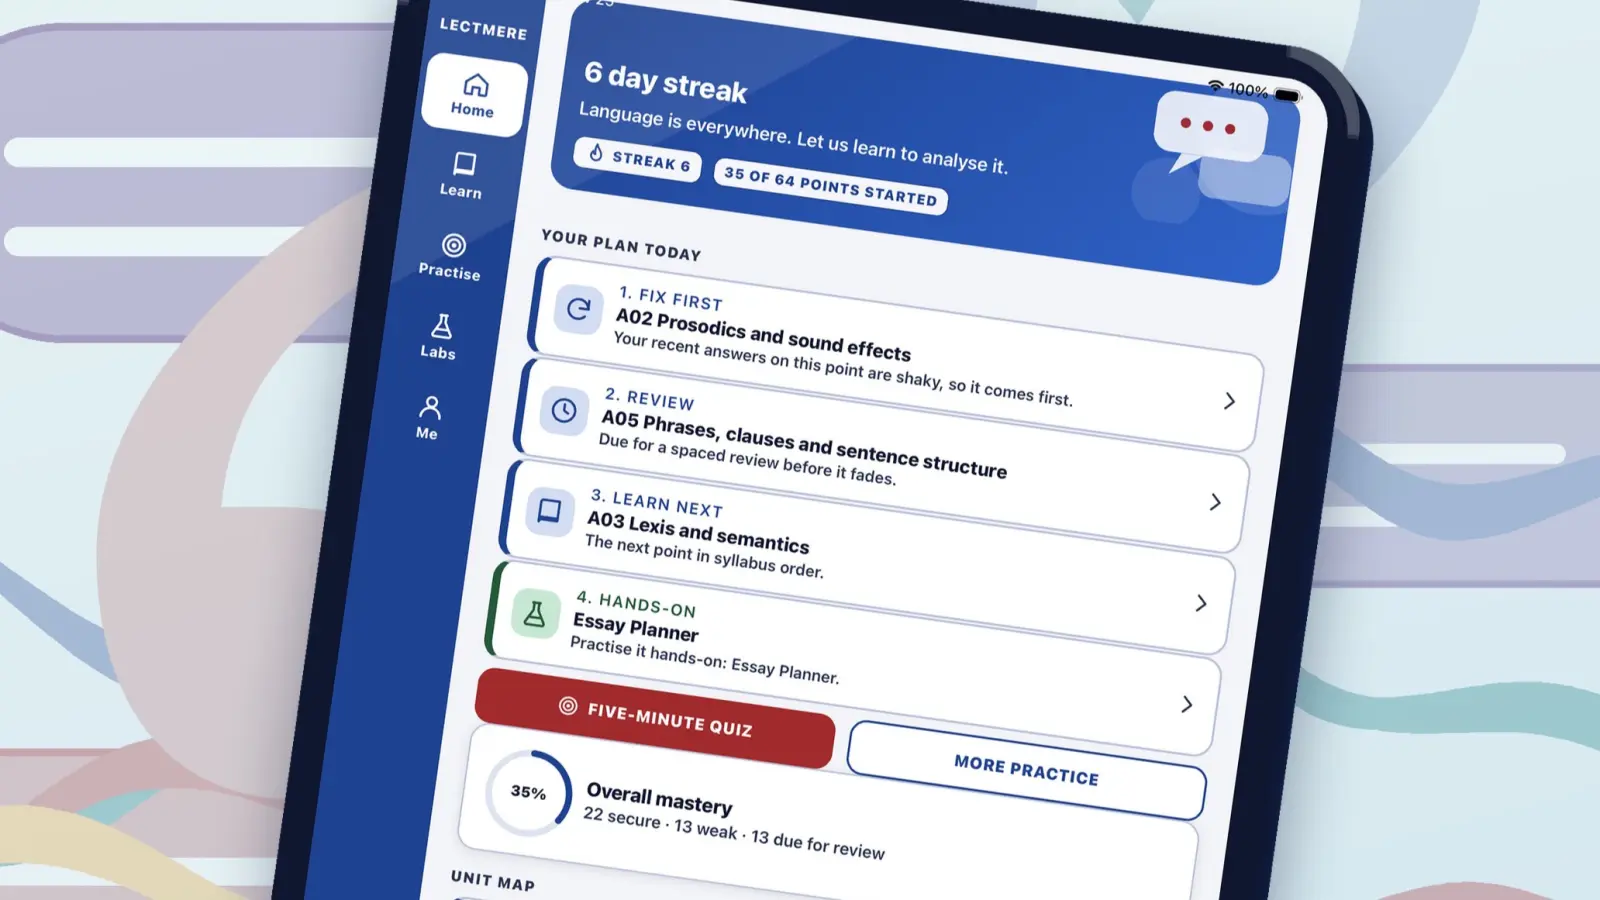 LECTMERE
Home
Learn
Practise
Labs
Me
100%
6 day streak
Language is everywhere. Let us learn to analyse it.
STREAK 6
35 OF 64 POINTS STARTED
YOUR PLAN TODAY
1. FIX FIRST
A02 Prosodics and sound effects
Your recent answers on this point are shaky, so it comes first.
2. REVIEW
A05 Phrases, clauses and sentence structure
Due for a spaced review before it fades.
3. LEARN NEXT
A03 Lexis and semantics
The next point in syllabus order.
4. HANDS-ON
Essay Planner
Practise it hands-on: Essay Planner.
FIVE-MINUTE QUIZ
MORE PRACTICE
35%
Overall mastery
22 secure · 13 weak · 13 due for review
UNIT MAP